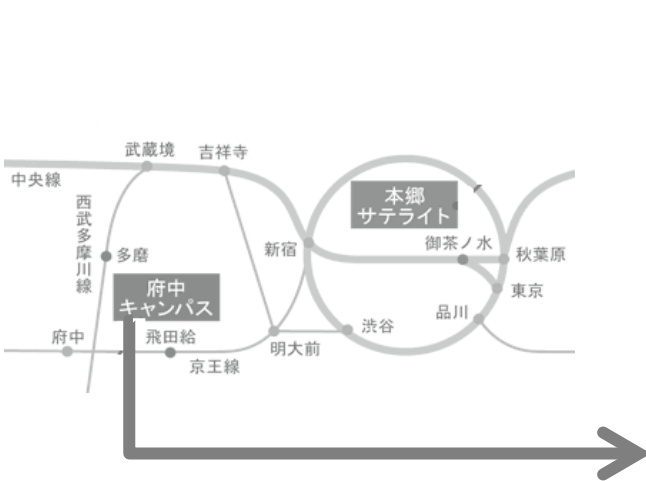 武蔵境
吉祥寺
中央線
西武多摩川線
本郷
サテライト
多磨
新宿
御茶ノ水
秋葉原
府中
キャンパス
東京
品川
渋谷
府中
飛田給
明大前
京王線